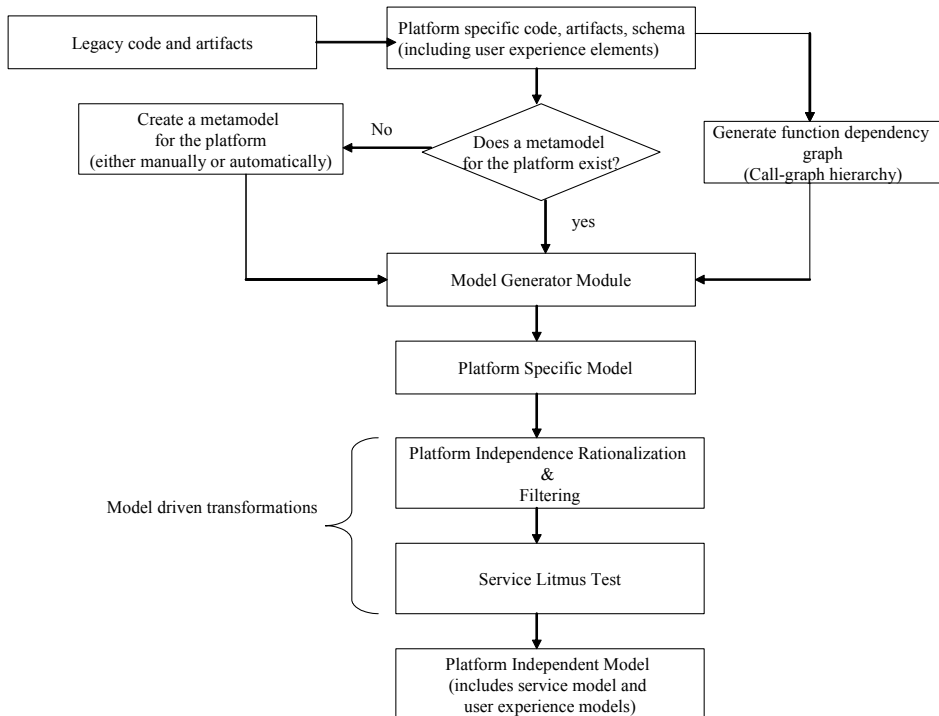 Legacy code and artifacts
Platform specific code, artifacts, schema
(including user experience elements)
Create a metamodel
for the platform
(either manually or automatically)
No
Does a metamodel
for the platform exist?
Generate function dependency
graph
(Call-graph hierarchy)
yes
Model Generator Module
Platform Specific Model
Platform Independence Rationalization
&
Filtering
Model driven transformations
Service Litmus Test
Platform Independent Model
(includes service model and
user experience models)